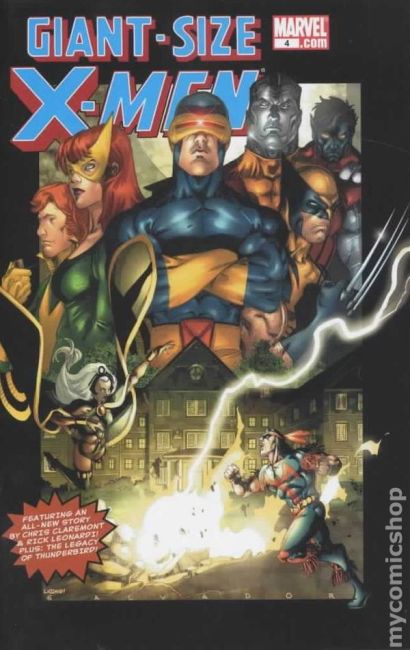 GIANT-SIZE
X-MEN
MARVEL
4 .com
FEATURING AN
ALL-NEW STORY
BY CHRIS CLAREMONT
& RICK LEONARDI!
PLUS: THE LEGACY
OF THUNDERBIRD!
SALVADOR
mycomicshop